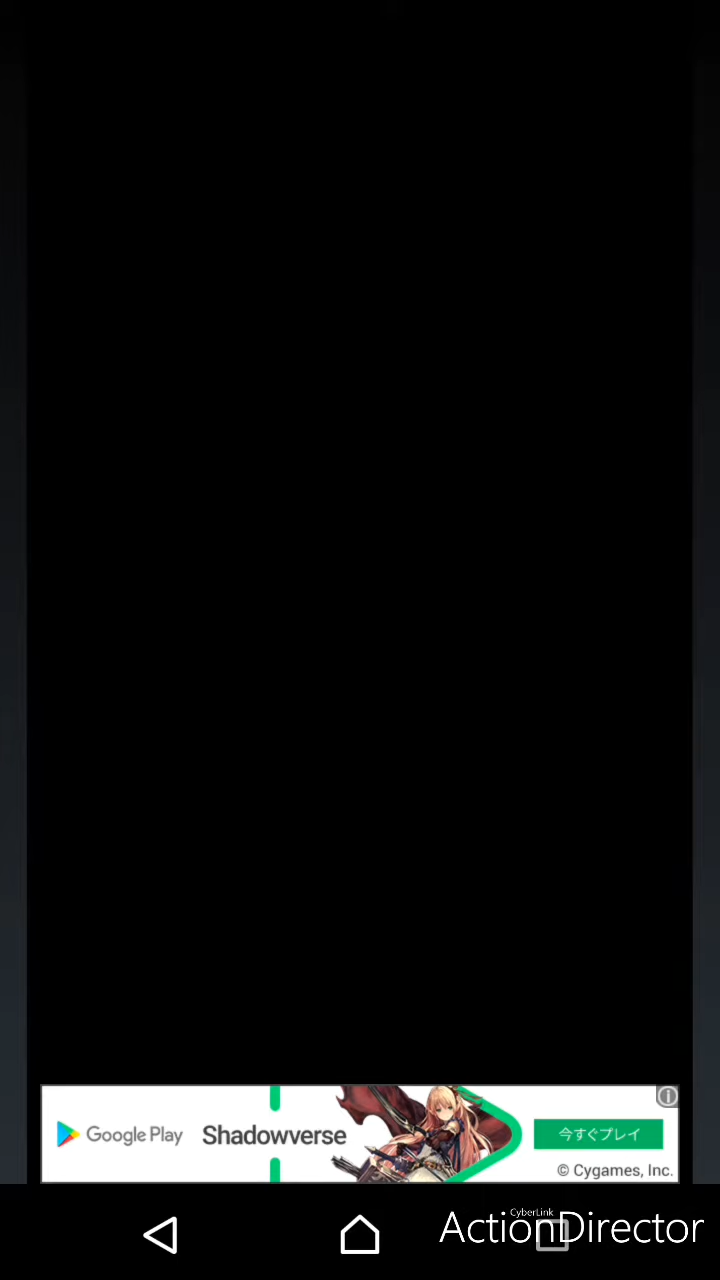 Google Play
Shadowverse
今すぐプレイ
© Cygames, Inc.
CyberLink
ActionDirector